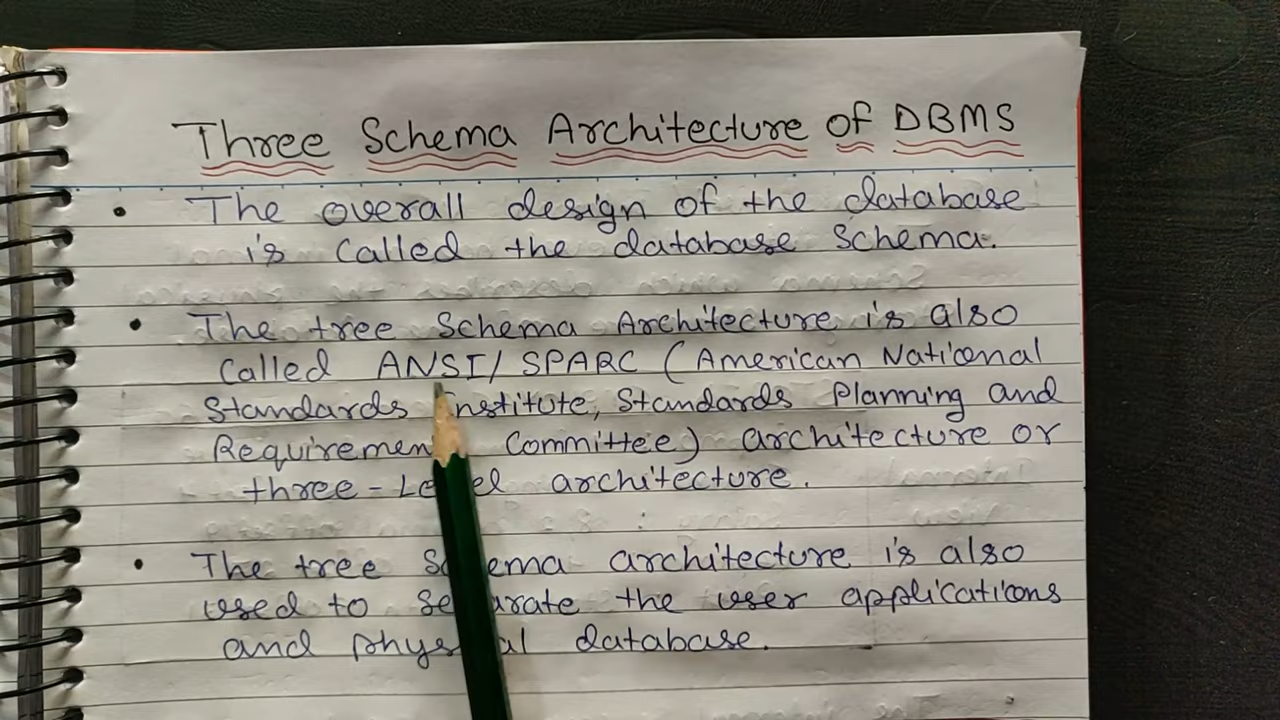 Three Schema Architecture of DBMS
• The overall design of the database
is called the database schema.
• The tree Schema Architecture is also
called ANSI/SPARC (American National
Standards Institute, Standards Planning and
Requirement Committee) architecture or
three-Level architecture.
• The tree Schema architecture is also
used to separate the user applications
and physical database.